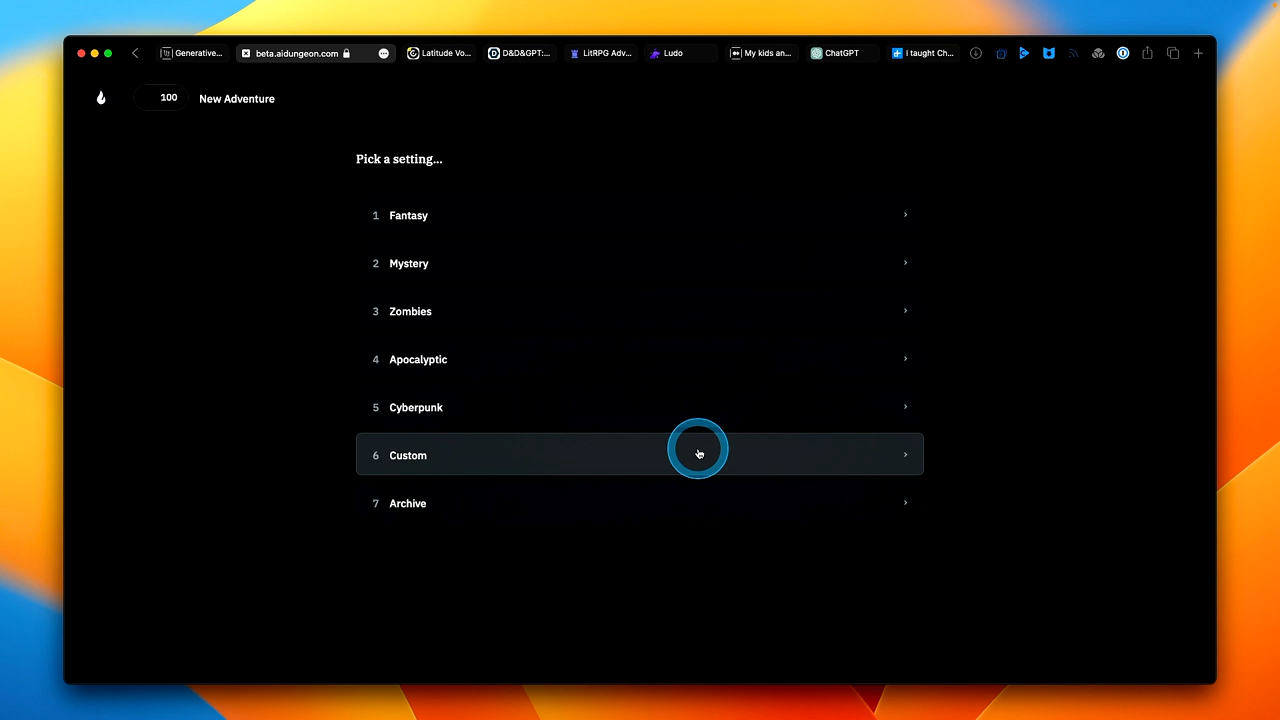 Generative... beta.aidungeon.com Latitude Vo... D&D&GPT:... LitRPG Adv... Ludo My kids an... ChatGPT I taught Ch...
100 New Adventure
Pick a setting...
1 Fantasy
2 Mystery
3 Zombies
4 Apocalyptic
5 Cyberpunk
6 Custom
7 Archive